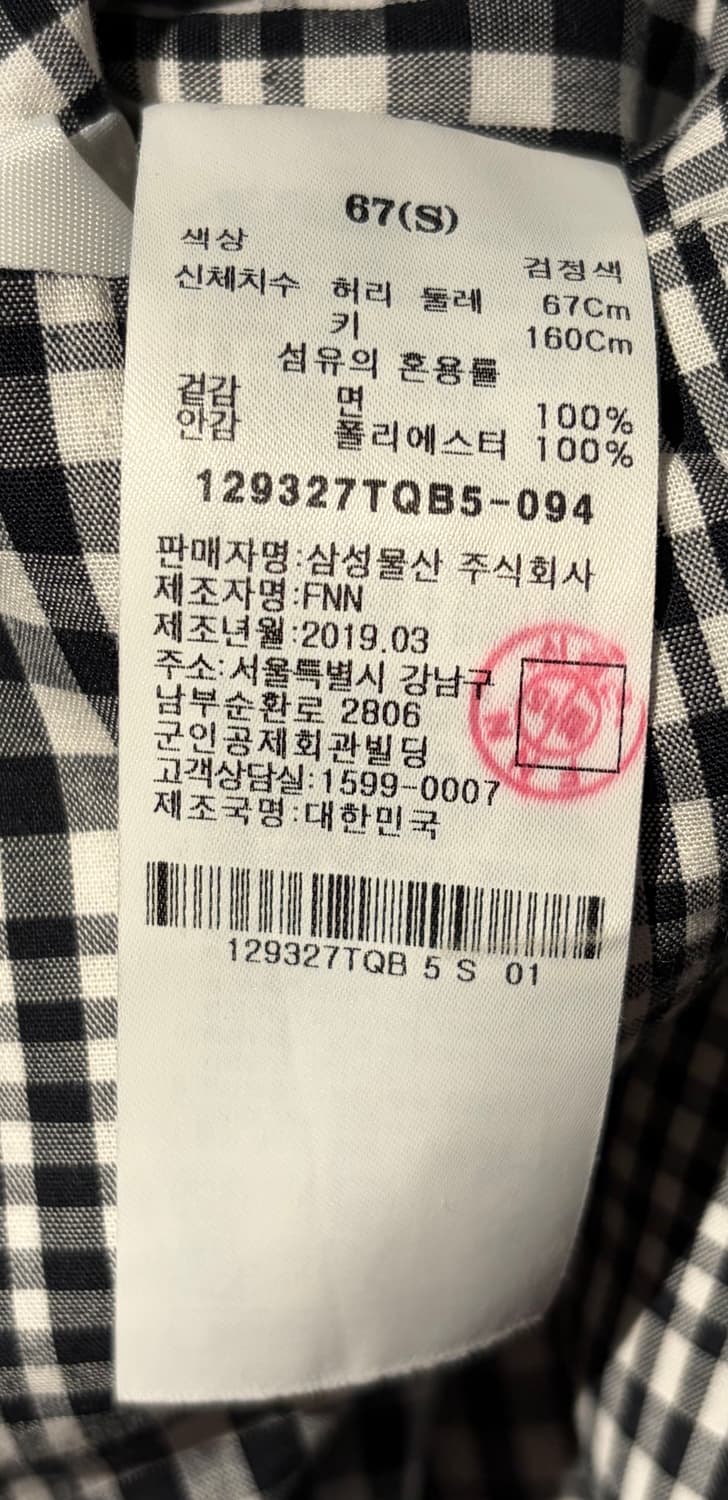 67(S)
색상 검정색
신체치수 허리 둘레 67Cm
키 160Cm
섬유의 혼용률
겉감 면 100%
안감 폴리에스터 100%
129327TQB5-094
판매자명:삼성물산 주식회사
제조자명:FNN
제조년월:2019.03
주소:서울특별시 강남구
남부순환로 2806
군인공제회관빌딩
고객상담실:1599-0007
제조국명:대한민국
129327TQB 5 S 01